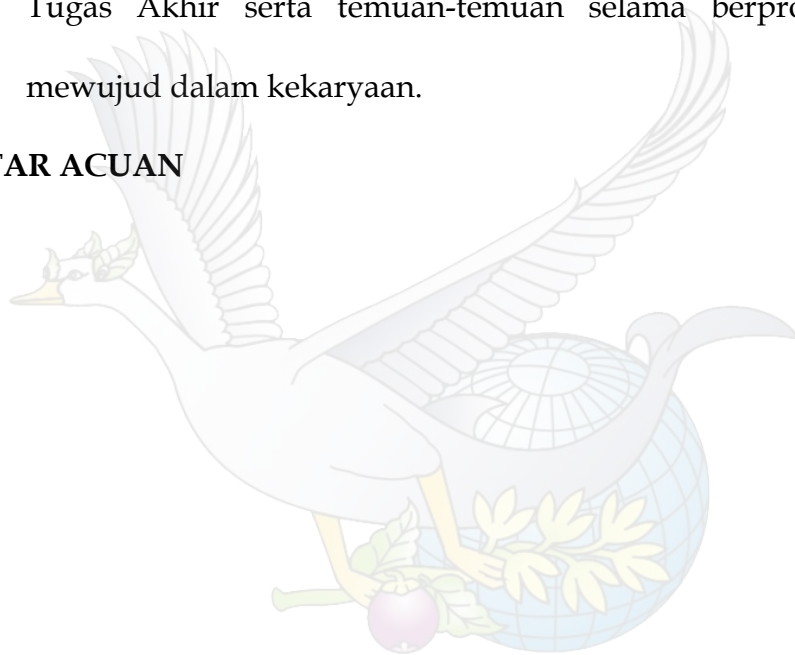 Tugas Akhir serta temuan-temuan selama berpro
mewujud dalam kekaryaan.
TAR ACUAN